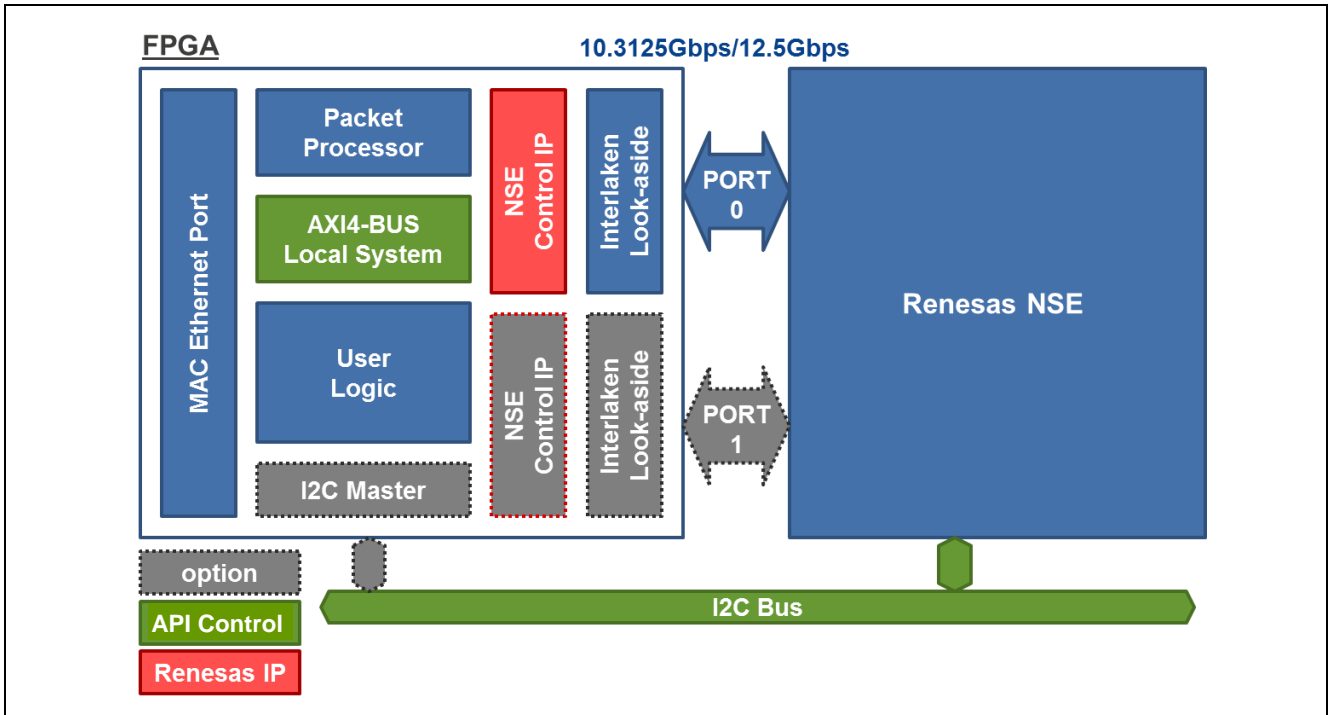 FPGA
10.3125Gbps/12.5Gbps
MAC Ethernet Port
Packet
Processor
AXI4-BUS
Local System
User
Logic
I2C Master
NSE
Control IP
Interlaken
Look-aside
NSE
Control IP
Interlaken
Look-aside
PORT
0
PORT
1
Renesas NSE
option
API Control
Renesas IP
I2C Bus